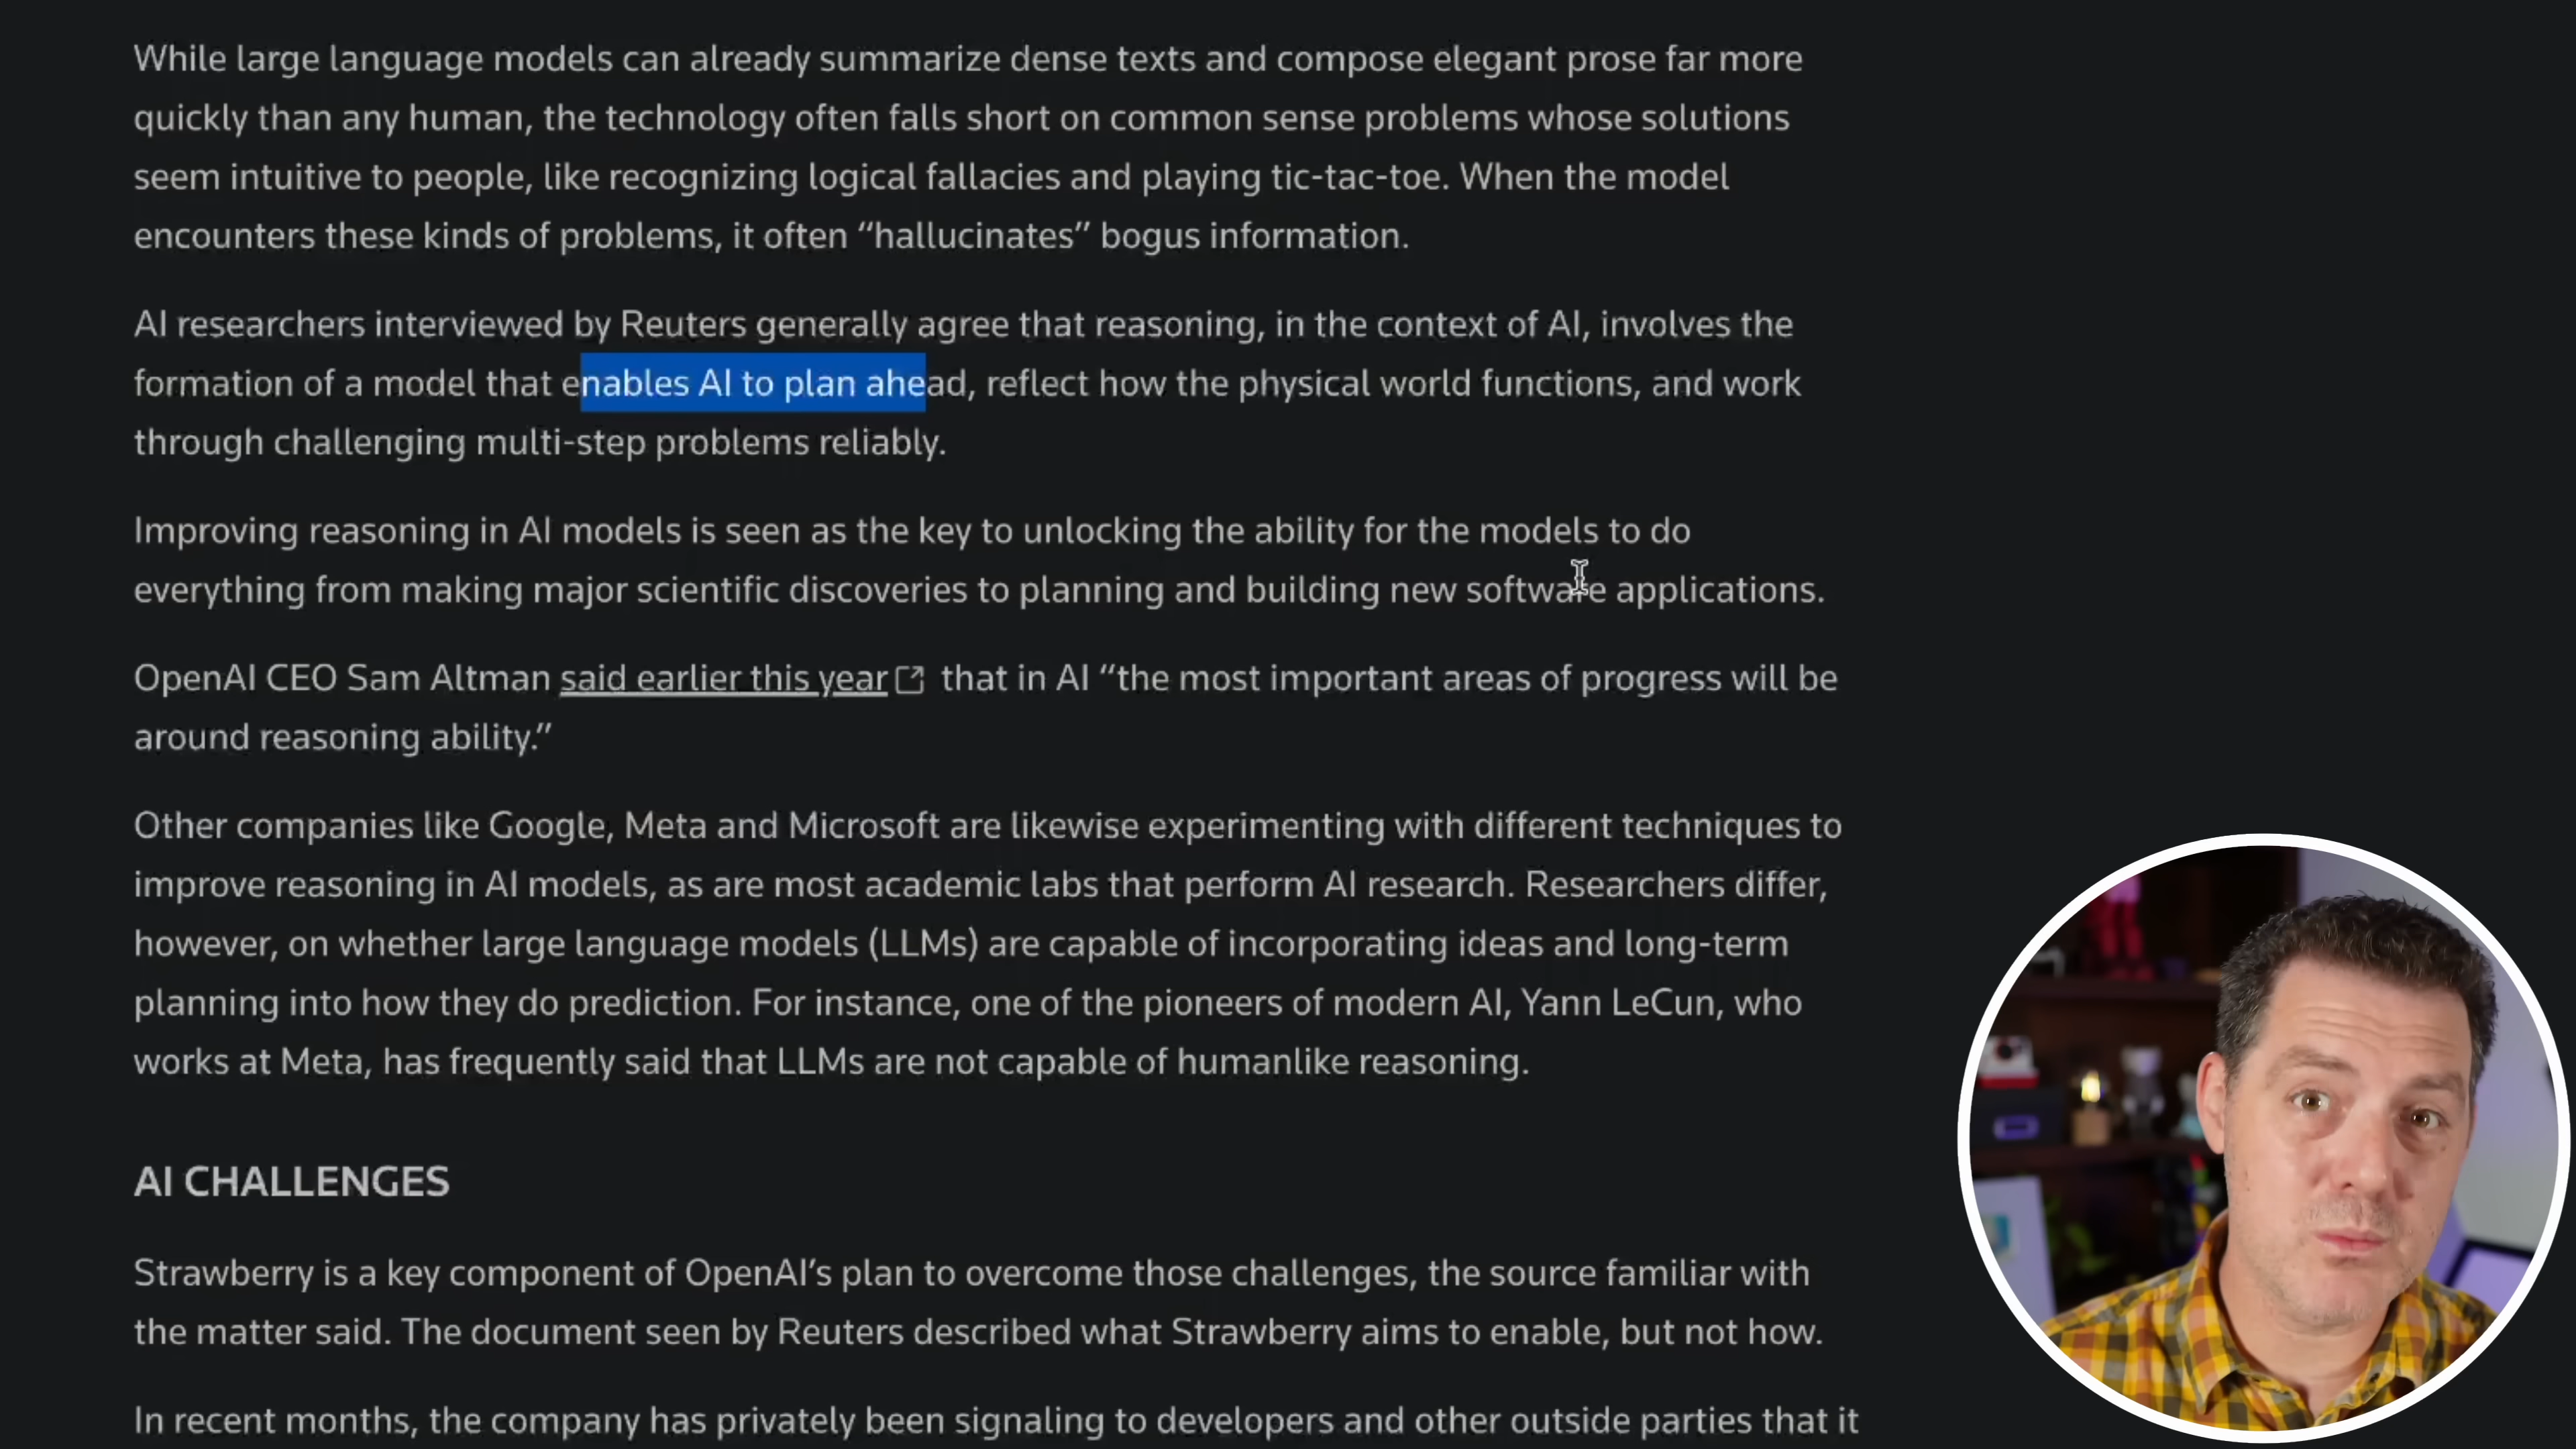 While large language models can already summarize dense texts and compose elegant prose far more
quickly than any human, the technology often falls short on common sense problems whose solutions
seem intuitive to people, like recognizing logical fallacies and playing tic-tac-toe. When the model
encounters these kinds of problems, it often “hallucinates” bogus information.
AI researchers interviewed by Reuters generally agree that reasoning, in the context of AI, involves the
formation of a model that enables AI to plan ahead, reflect how the physical world functions, and work
through challenging multi-step problems reliably.
Improving reasoning in AI models is seen as the key to unlocking the ability for the models to do
everything from making major scientific discoveries to planning and building new software applications.
OpenAI CEO Sam Altman said earlier this year that in AI “the most important areas of progress will be
around reasoning ability.”
Other companies like Google, Meta and Microsoft are likewise experimenting with different techniques to
improve reasoning in AI models, as are most academic labs that perform AI research. Researchers differ,
however, on whether large language models (LLMs) are capable of incorporating ideas and long-term
planning into how they do prediction. For instance, one of the pioneers of modern AI, Yann LeCun, who
works at Meta, has frequently said that LLMs are not capable of humanlike reasoning.
AI CHALLENGES
Strawberry is a key component of OpenAI’s plan to overcome those challenges, the source familiar with
the matter said. The document seen by Reuters described what Strawberry aims to enable, but not how.
In recent months, the company has privately been signaling to developers and other outside parties that it